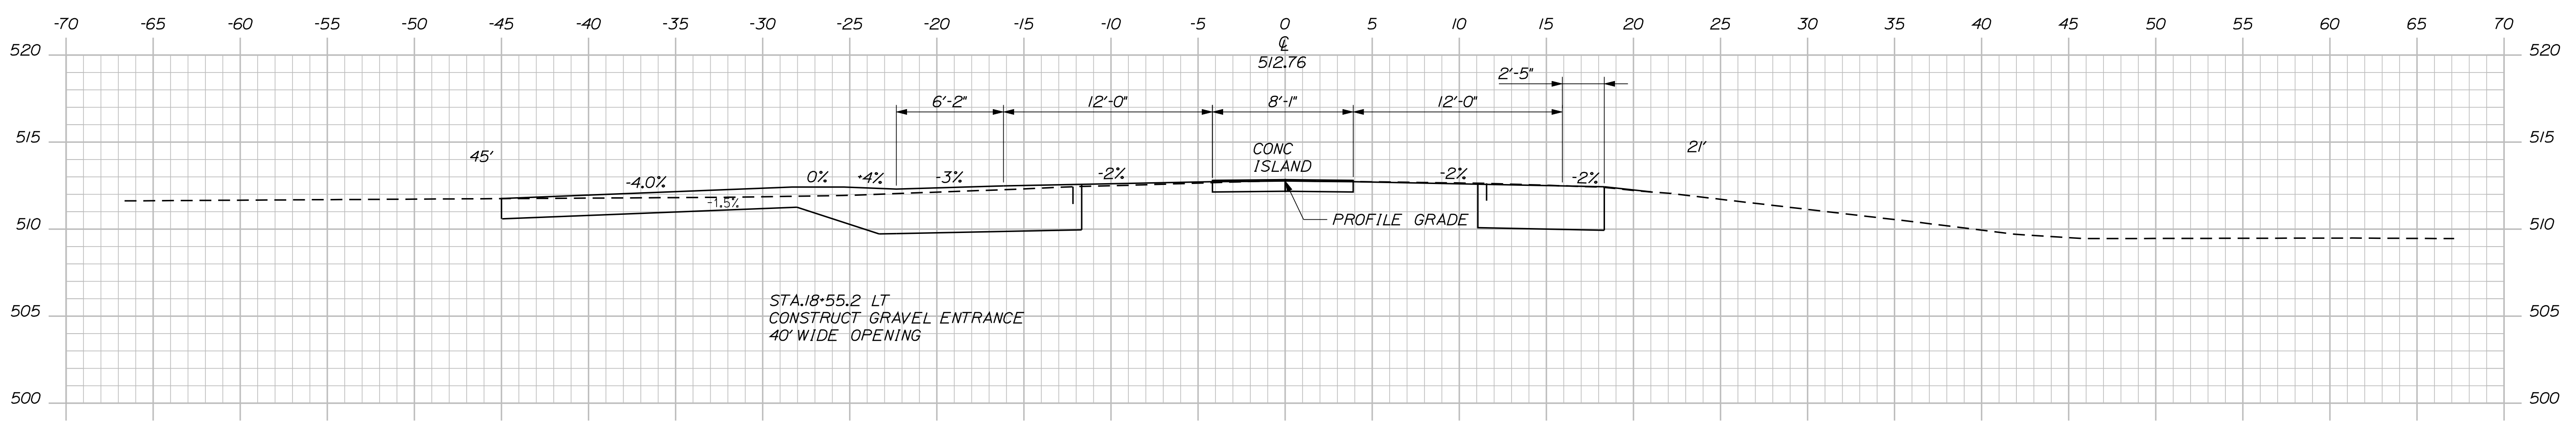 -70 -65 -60 -55 -50 -45 -40 -35 -30 -25 -20 -15 -10 -5 0 5 10 15 20 25 30 35 40 45 50 55 60 65 70
520 ℄ 520
512.76
2'-5"
6'-2" 12'-0" 8'-1" 12'-0"
515 515
45' CONC 21'
ISLAND
-4.0% 0% +4% -3% -2% -2% -2%
-1.5%
510 PROFILE GRADE 510
STA.18+55.2 LT
505 CONSTRUCT GRAVEL ENTRANCE 505
40' WIDE OPENING
500 500